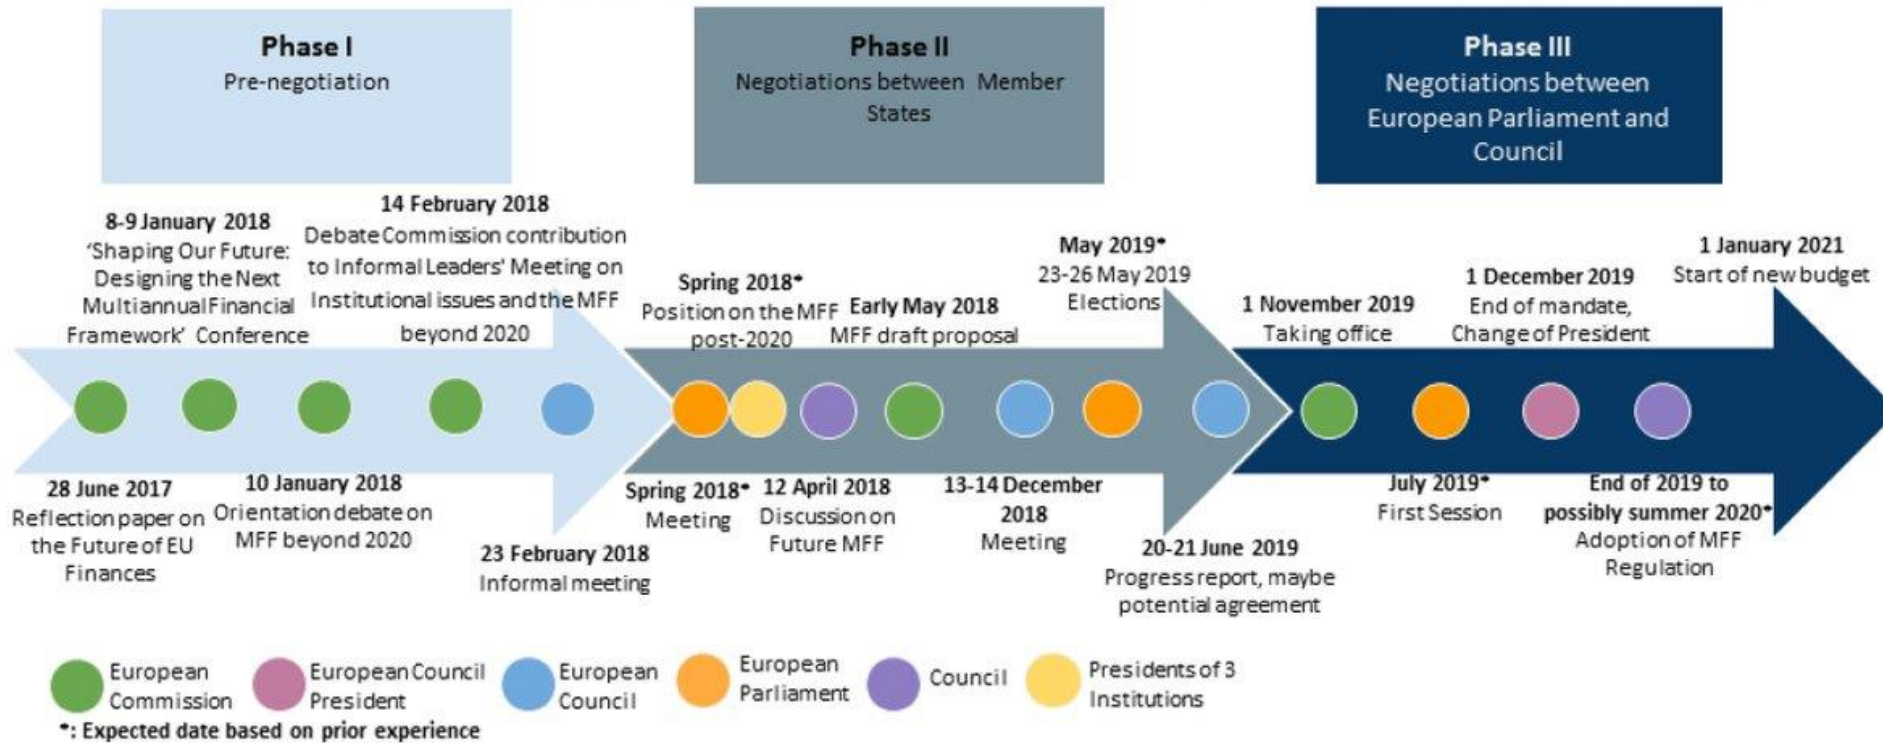 Phase I
Pre-negotiation
Phase II
Negotiations between Member
States
Phase III
Negotiations between
European Parliament and
Council
8-9 January 2018
‘Shaping Our Future:
Designing the Next
Multiannual Financial
Framework’ Conference
14 February 2018
Debate Commission contribution
to Informal Leaders' Meeting on
Institutional issues and the MFF
beyond 2020
Spring 2018*
Position on the MFF
post-2020
Early May 2018
MFF draft proposal
May 2019*
23-26 May 2019
Elections
1 November 2019
Taking office
1 December 2019
End of mandate,
Change of President
1 January 2021
Start of new budget
28 June 2017
Reflection paper on
the Future of EU
Finances
10 January 2018
Orientation debate on
MFF beyond 2020
23 February 2018
Informal meeting
Spring 2018*
Meeting
12 April 2018
Discussion on
Future MFF
13-14 December
2018
Meeting
20-21 June 2019
Progress report, maybe
potential agreement
July 2019*
First Session
End of 2019 to
possibly summer 2020*
Adoption of MFF
Regulation
European
Commission
European Council
President
European
Council
European
Parliament
Council
Presidents of 3
Institutions
*: Expected date based on prior experience